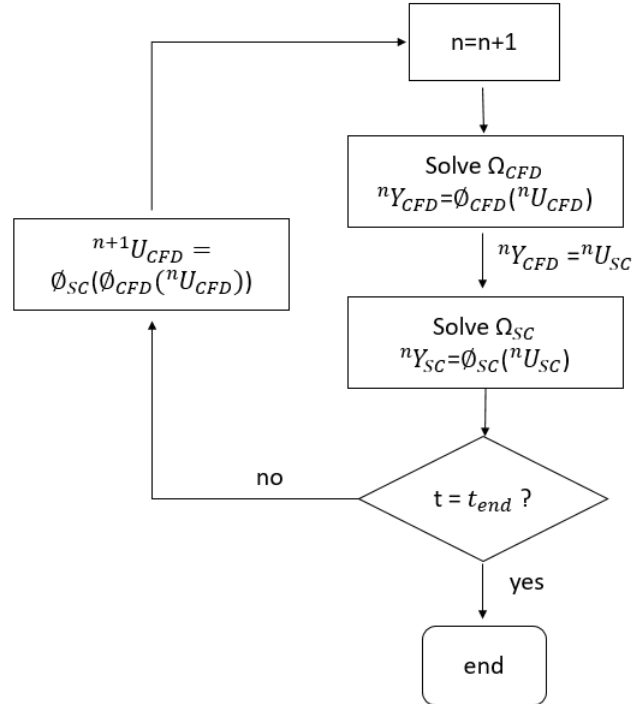 n=n+1
Solve Ω_CFD
ⁿY_CFD=∅_CFD(ⁿU_CFD)
ⁿY_CFD =ⁿU_SC
ⁿ⁺¹U_CFD =
∅_SC(∅_CFD(ⁿU_CFD))
Solve Ω_SC
ⁿY_SC=∅_SC(ⁿU_SC)
no
t = t_end ?
yes
end